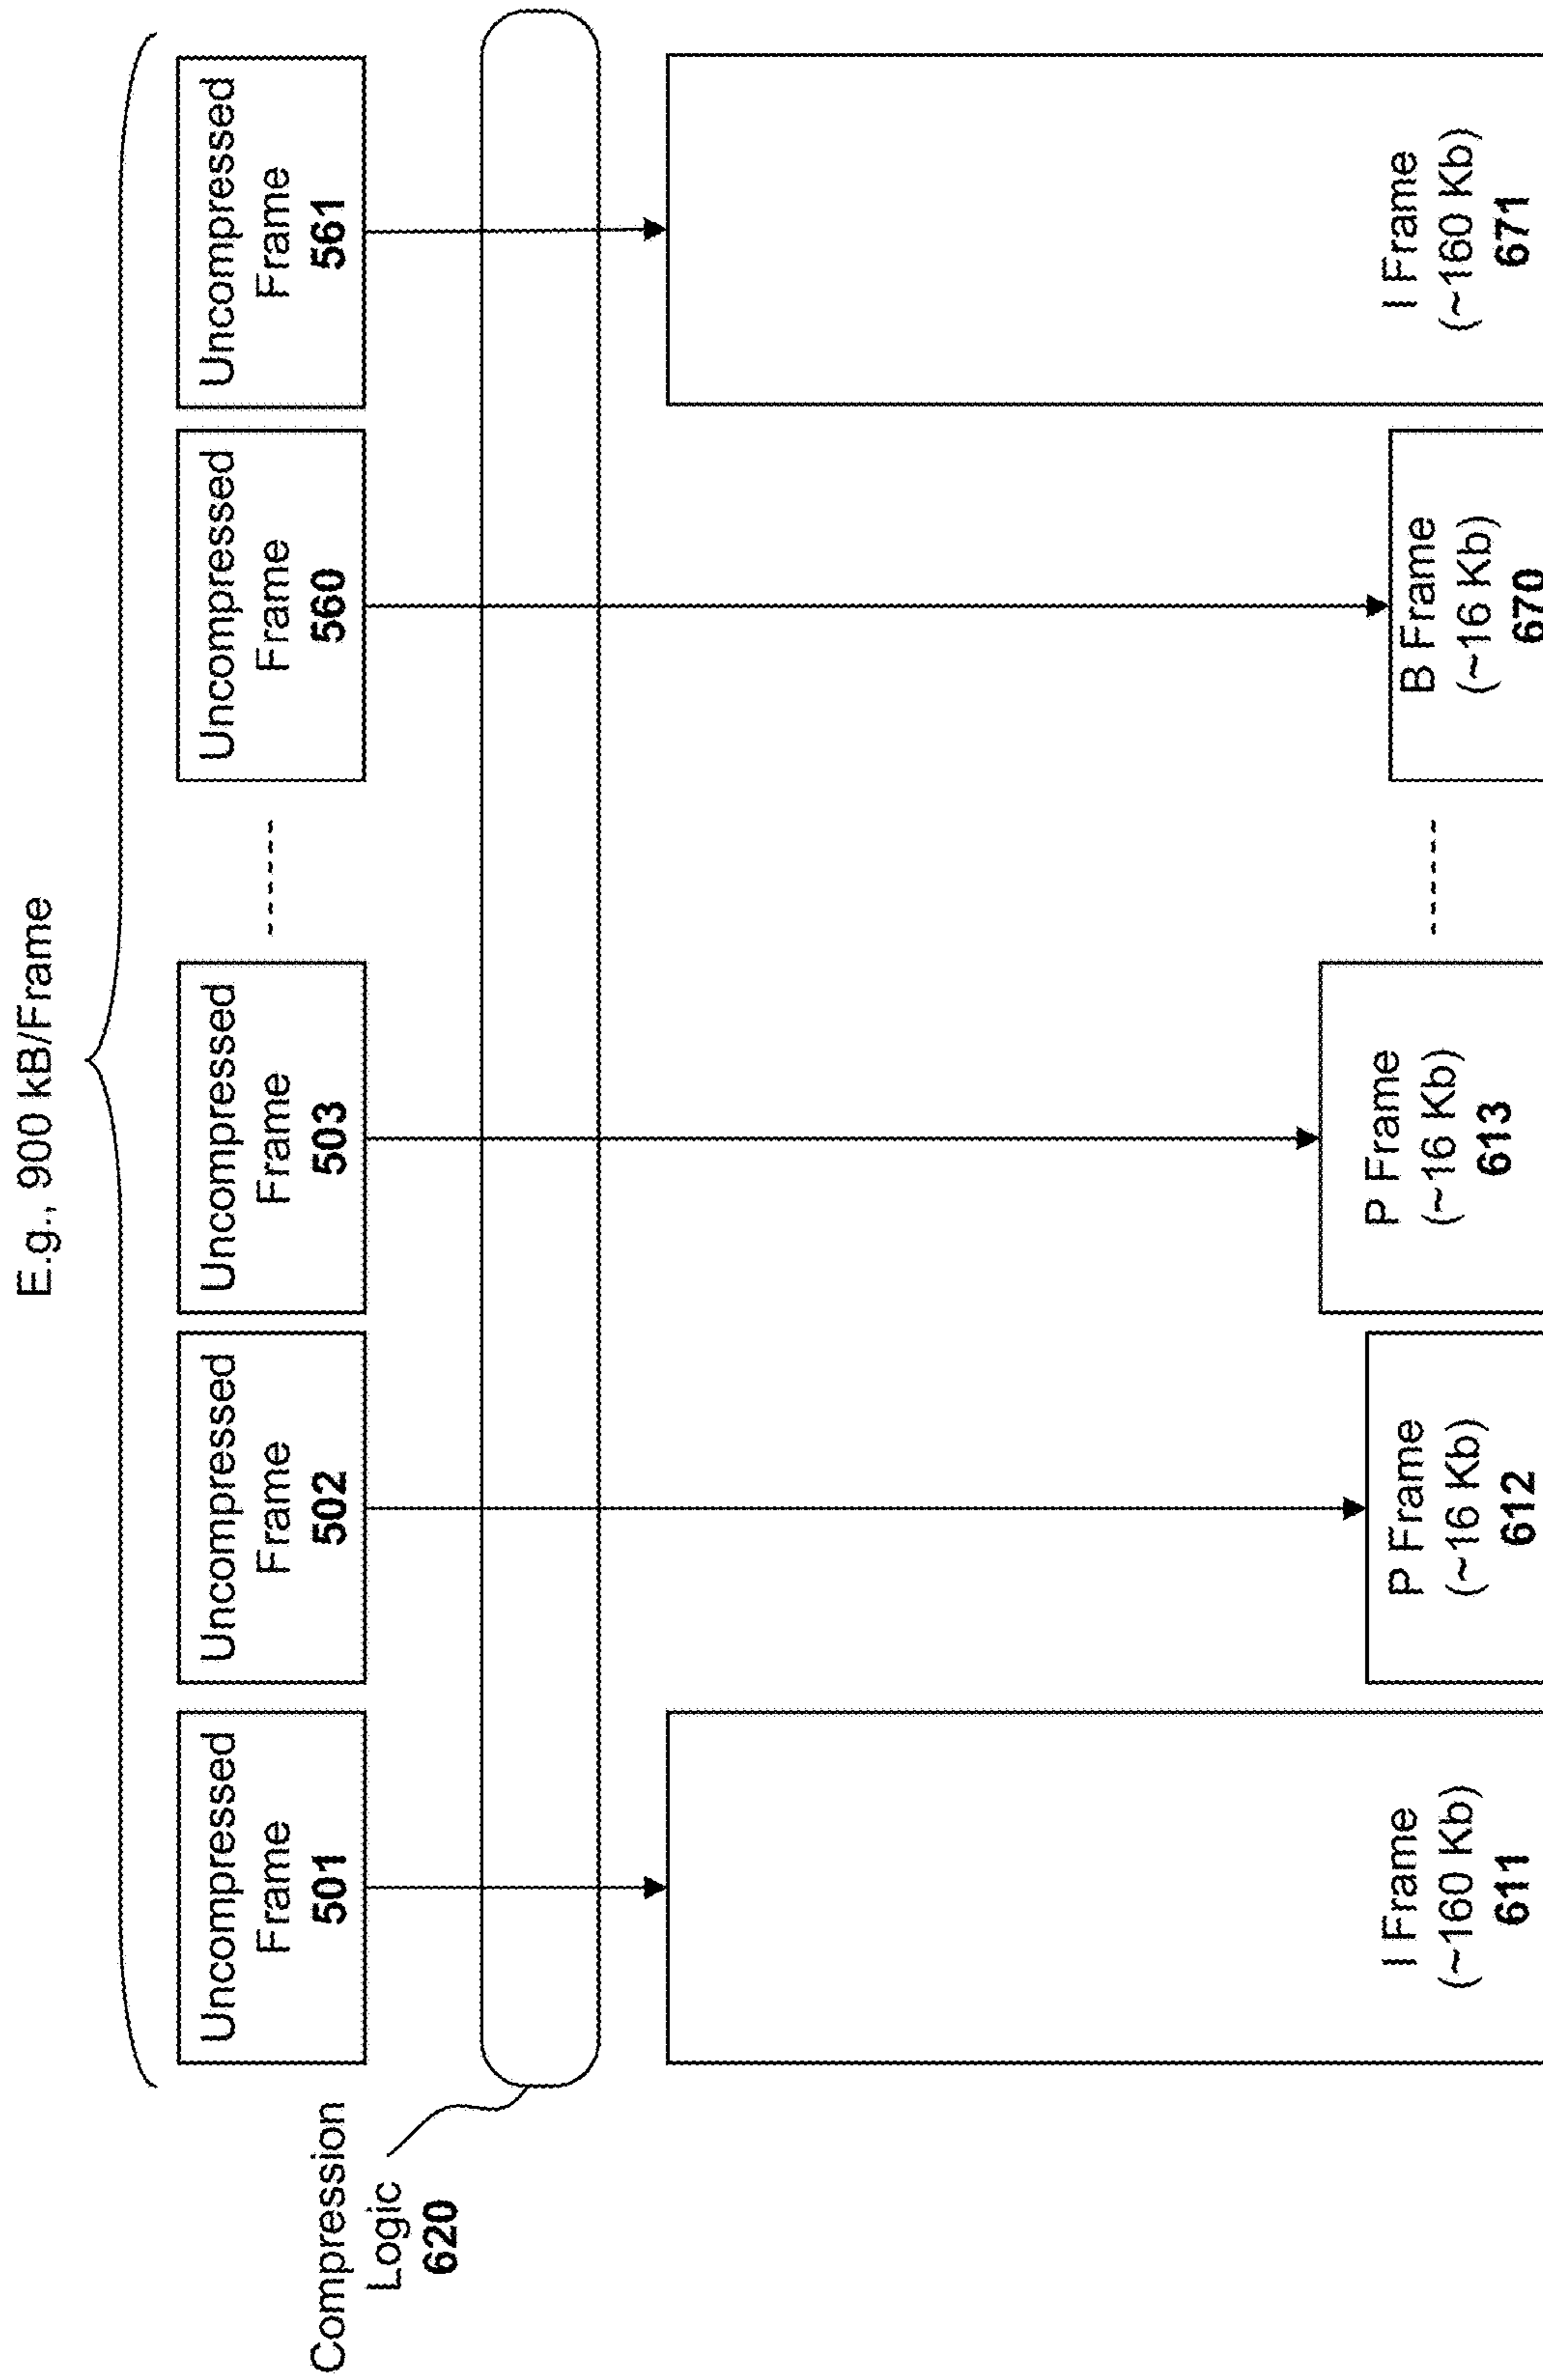 E.g., 900 kB/Frame
Uncompressed
Frame
501
Uncompressed
Frame
502
Uncompressed
Frame
503
Uncompressed
Frame
560
Uncompressed
Frame
561
Compression
Logic
620
I Frame
(~160 Kb)
611
P Frame
(~16 Kb)
612
P Frame
(~16 Kb)
613
B Frame
(~16 Kb)
670
I Frame
(~160 Kb)
671